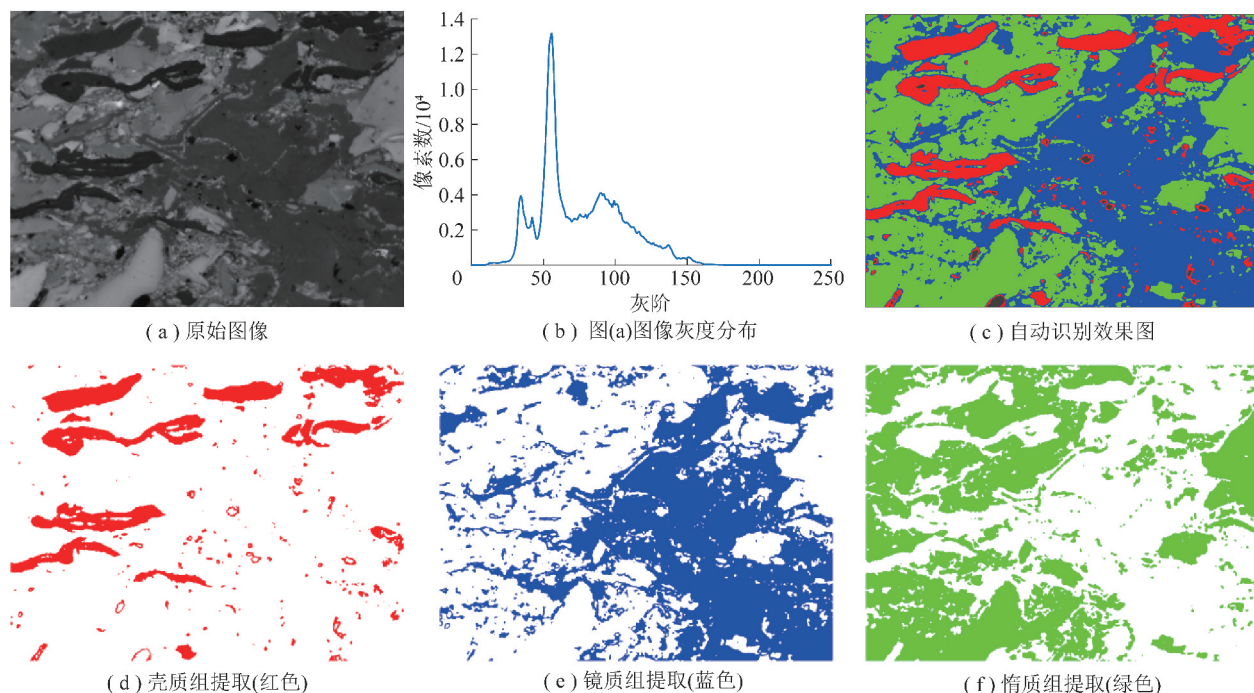 1.4
1.2
1.0
0.8
0.6
0.4
0.2
0
50
100
150
200
250
像素数/10⁴
灰阶
(a)原始图像
(b) 图(a)图像灰度分布
(c)自动识别效果图
(d)壳质组提取(红色)
(e)镜质组提取(蓝色)
(f)惰质组提取(绿色)